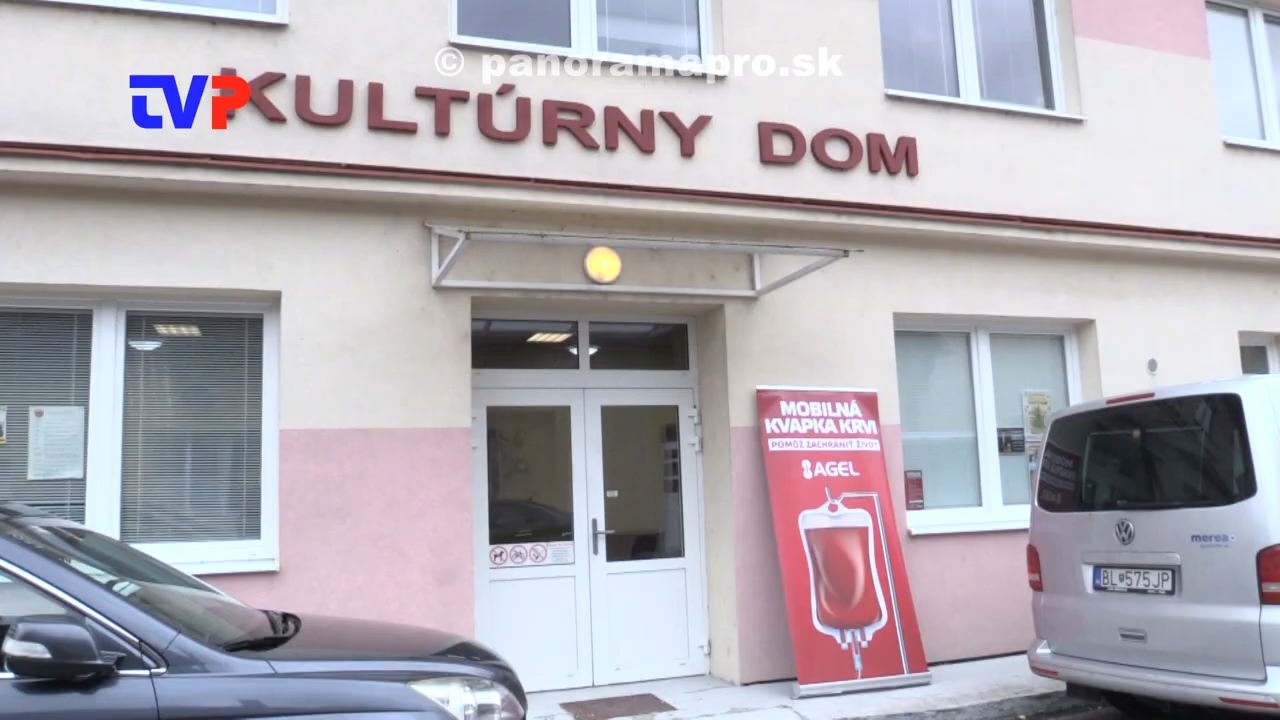 © panoramapro.sk
TVP
KULTÚRNY DOM
MOBILNÁ
KVAPKA KRVI
POMÔŽ ZACHRÁNIŤ ŽIVOT
AGEL
merea
BL 575JP